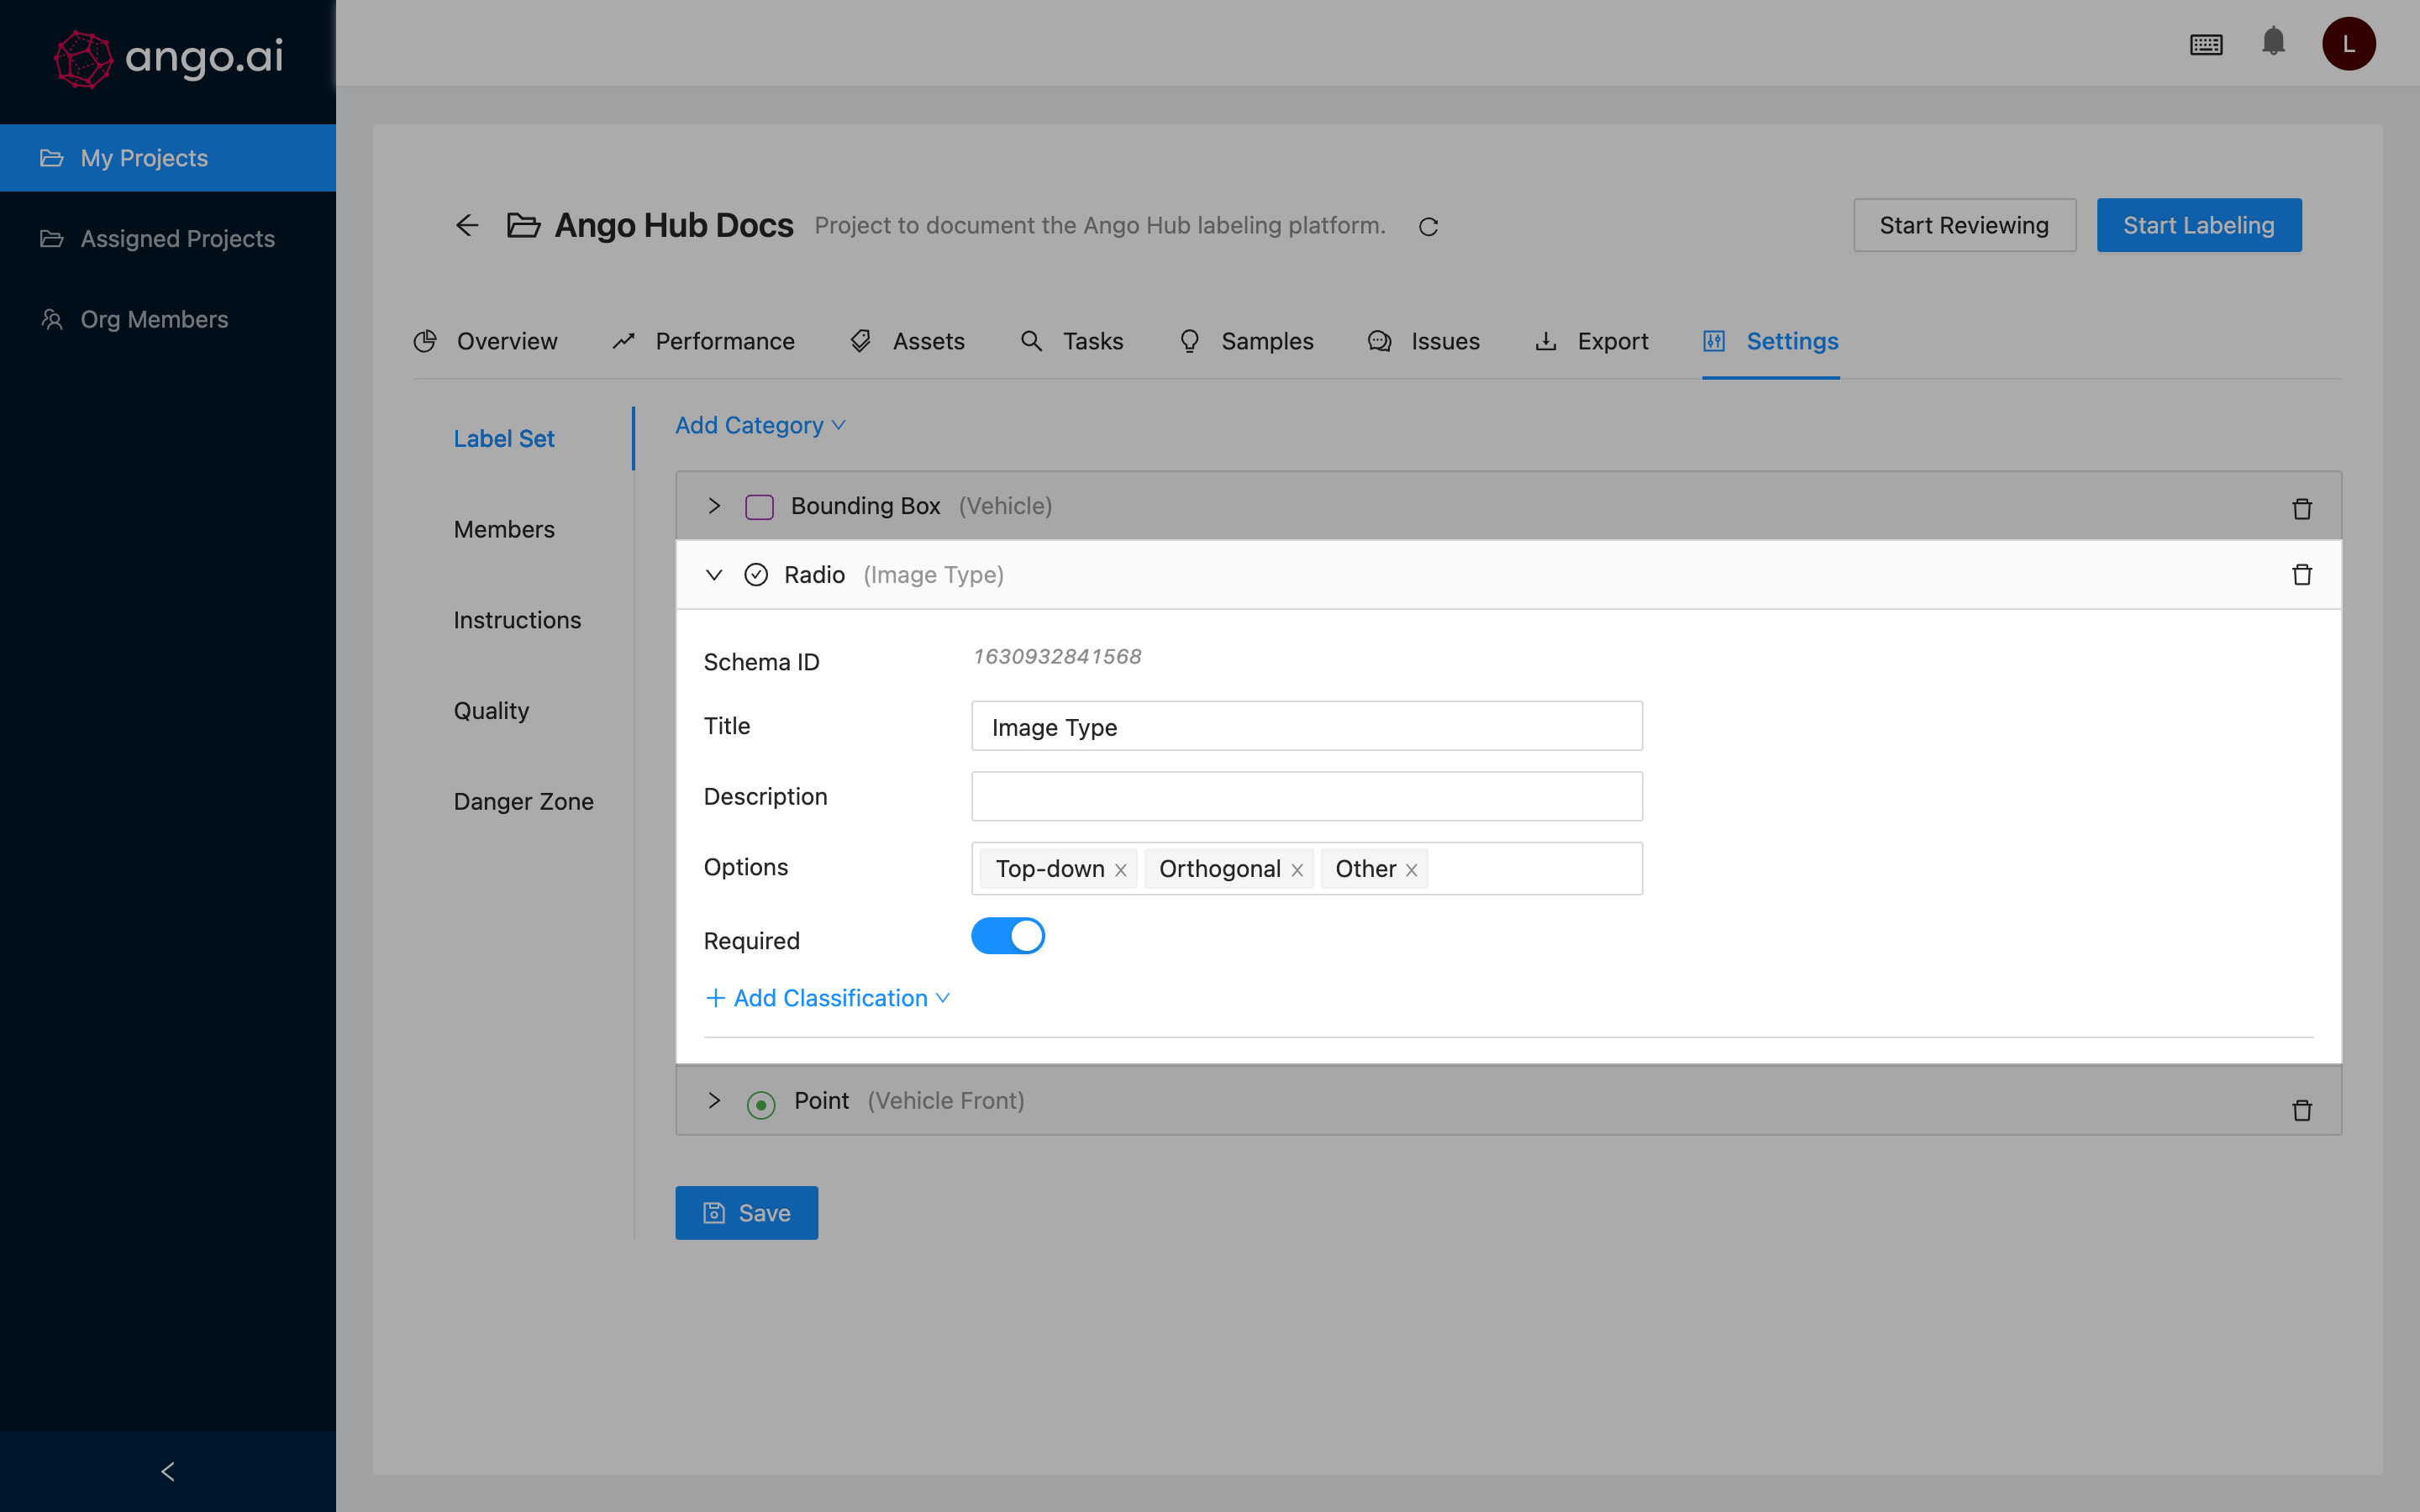 ango.ai
L
My Projects
Assigned Projects
Org Members
Ango Hub Docs Project to document the Ango Hub labeling platform.
Start Reviewing
Start Labeling
Overview
Performance
Assets
Tasks
Samples
Issues
Export
Settings
Label Set
Members
Instructions
Quality
Danger Zone
Add Category
Bounding Box (Vehicle)
Radio (Image Type)
Schema ID 1630932841568
Title Image Type
Description
Options Top-down Orthogonal Other
Required
Add Classification
Point (Vehicle Front)
Save